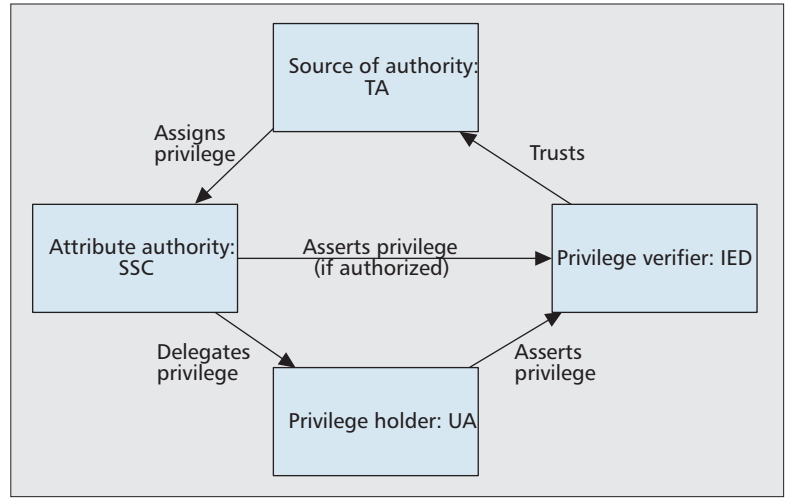 Source of authority:
TA
Assigns
privilege
Trusts
Attribute authority:
SSC
Asserts privilege
(if authorized)
Privilege verifier: IED
Delegates
privilege
Asserts
privilege
Privilege holder: UA